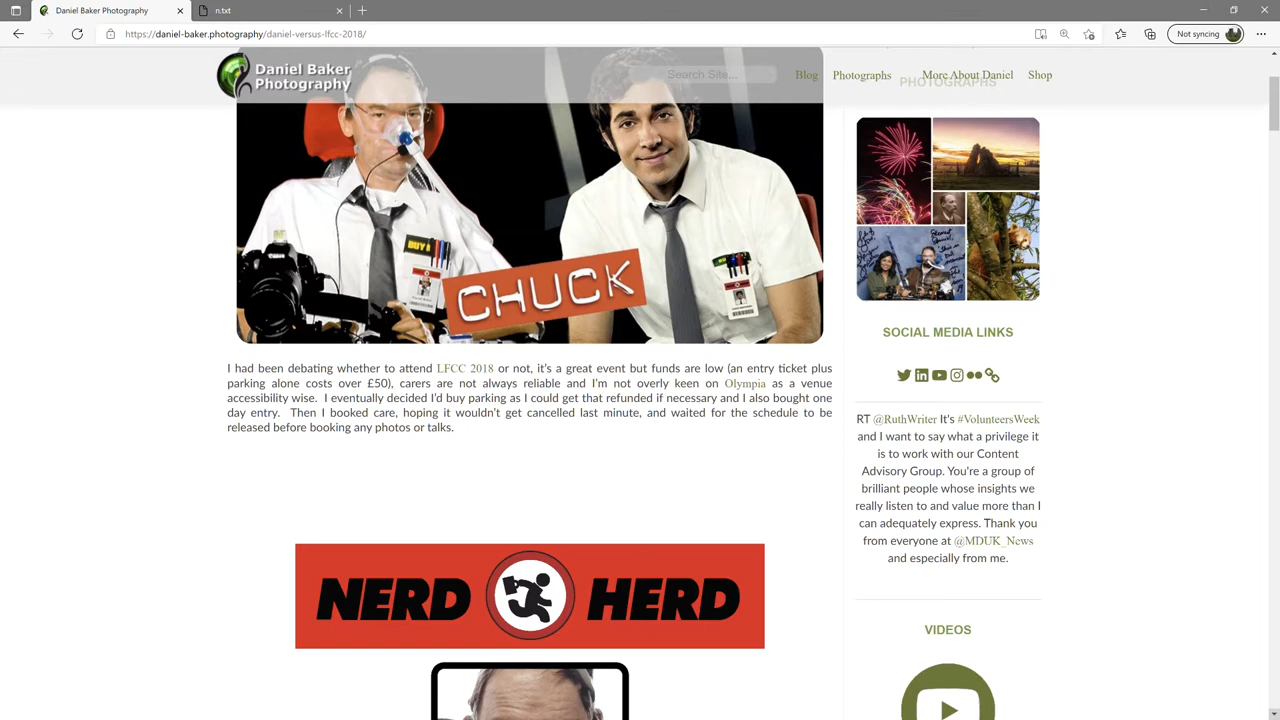 Daniel Baker Photography
n.txt
https://daniel-baker.photography/daniel-versus-lfcc-2018/
Not syncing
Daniel Baker
Photography
Search Site...
Blog
Photographs
More About Daniel
Shop
PHOTOGRAPHS
BUY
CHUCK
I had been debating whether to attend LFCC 2018 or not, it's a great event but funds are low (an entry ticket plus
parking alone costs over £50), carers are not always reliable and I'm not overly keen on Olympia as a venue
accessibility wise. I eventually decided I'd buy parking as I could get that refunded if necessary and I also bought one
day entry. Then I booked care, hoping it wouldn't get cancelled last minute, and waited for the schedule to be
released before booking any photos or talks.
NERD HERD
SOCIAL MEDIA LINKS
RT @RuthWriter It's #VolunteersWeek
and I want to say what a privilege it
is to work with our Content
Advisory Group. You're a group of
brilliant people whose insights we
really listen to and value more than I
can adequately express. Thank you
from everyone at @MDUK_News
and especially from me.
VIDEOS